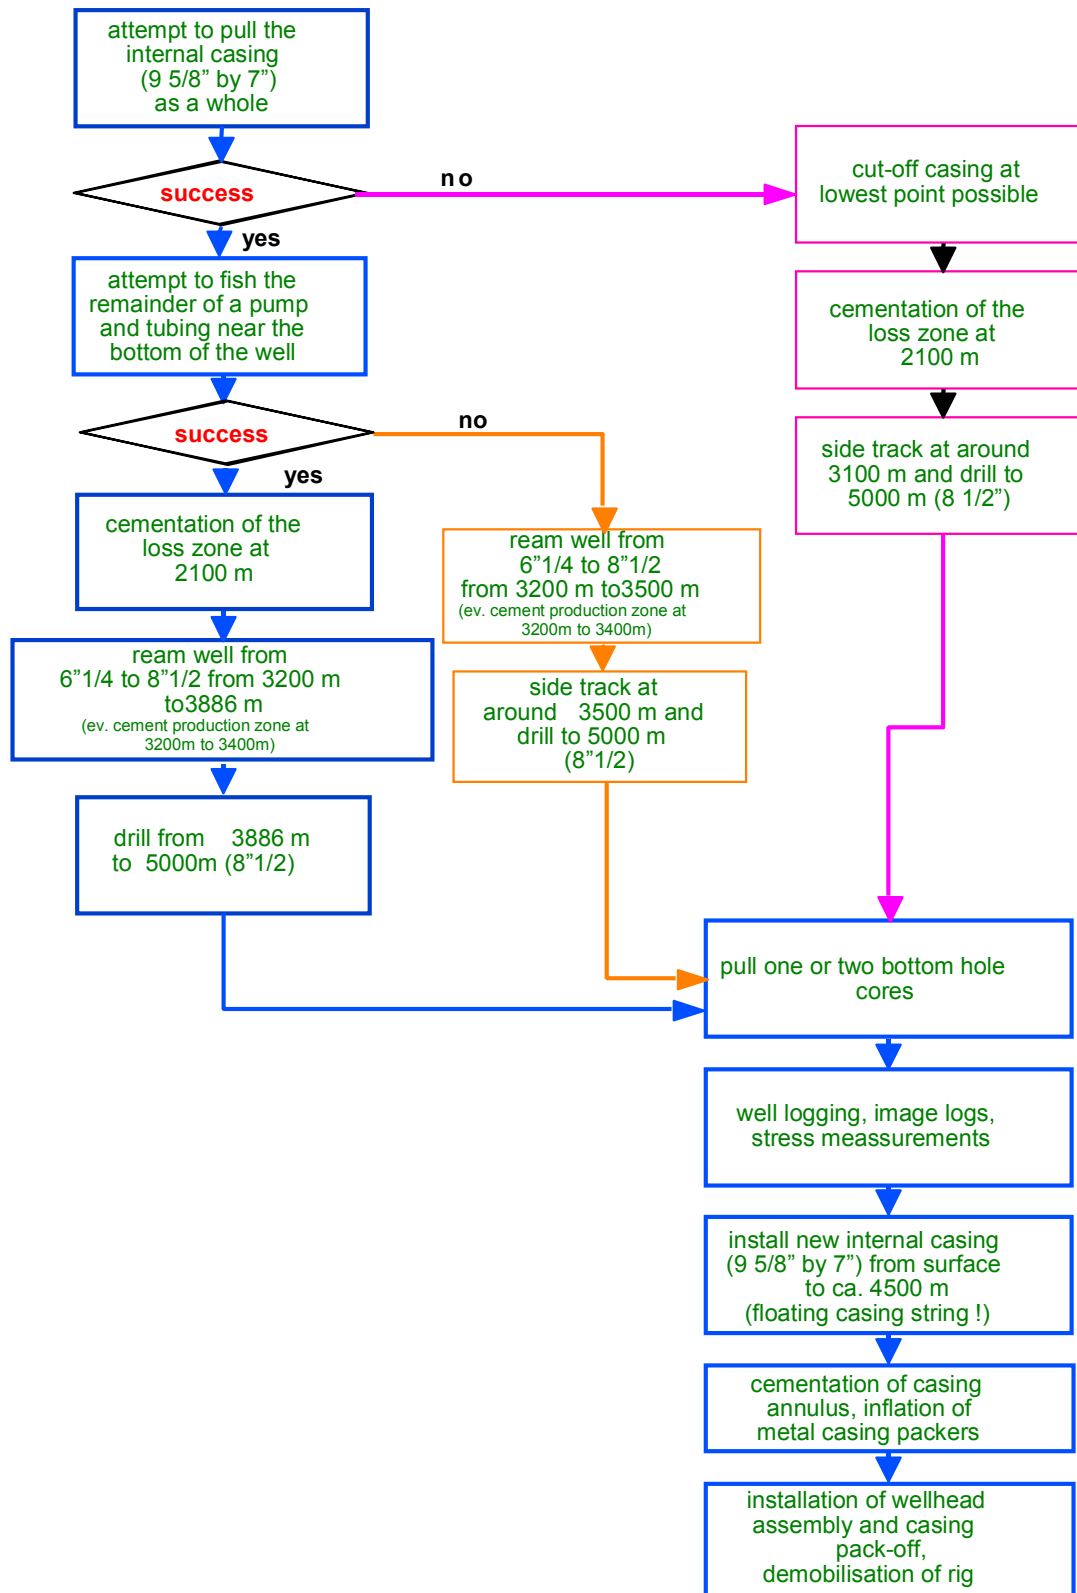 attempt to pull the
internal casing
(9 5/8” by 7”)
as a whole
success
no
yes
cut-off casing at
lowest point possible
attempt to fish the
remainder of a pump
and tubing near the
bottom of the well
cementation of the
loss zone at
2100 m
success
no
yes
side track at around
3100 m and drill to
5000 m (8 1/2”)
cementation of the
loss zone at
2100 m
ream well from
6”1/4 to 8”1/2
from 3200 m to3500 m
(ev. cement production zone at
3200m to 3400m)
ream well from
6”1/4 to 8”1/2 from 3200 m
to3886 m
(ev. cement production zone at
3200m to 3400m)
side track at
around 3500 m and
drill to 5000 m
(8”1/2)
drill from 3886 m
to 5000m (8”1/2)
pull one or two bottom hole
cores
well logging, image logs,
stress meassurements
install new internal casing
(9 5/8” by 7”) from surface
to ca. 4500 m
(floating casing string !)
cementation of casing
annulus, inflation of
metal casing packers
installation of wellhead
assembly and casing
pack-off,
demobilisation of rig